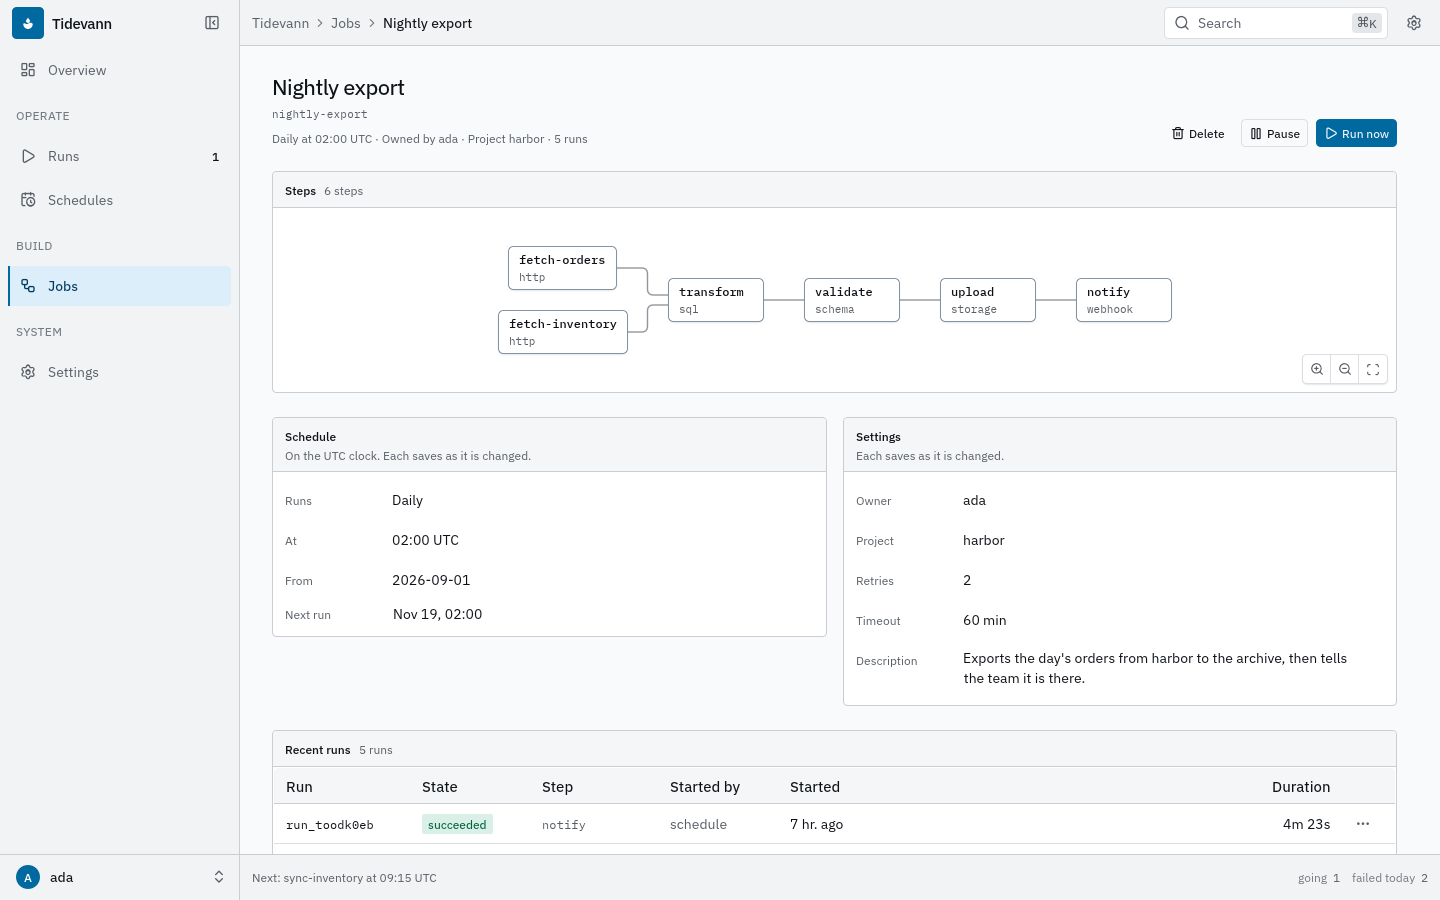 Tidevann
Overview
OPERATE
Runs 1
Schedules
BUILD
Jobs
SYSTEM
Settings
A ada
Tidevann Jobs Nightly export
Search ⌘K
Nightly export
nightly-export
Daily at 02:00 UTC · Owned by ada · Project harbor · 5 runs
Delete Pause Run now
Steps 6 steps
fetch-orders
http
fetch-inventory
http
transform
sql
validate
schema
upload
storage
notify
webhook
Schedule
On the UTC clock. Each saves as it is changed.
Runs Daily
At 02:00 UTC
From 2026-09-01
Next run Nov 19, 02:00
Settings
Each saves as it is changed.
Owner ada
Project harbor
Retries 2
Timeout 60 min
Description Exports the day's orders from harbor to the archive, then tells
the team it is there.
Recent runs 5 runs
Run State Step Started by Started Duration
run_toodk0eb succeeded notify schedule 7 hr. ago 4m 23s
Next: sync-inventory at 09:15 UTC
going 1 failed today 2